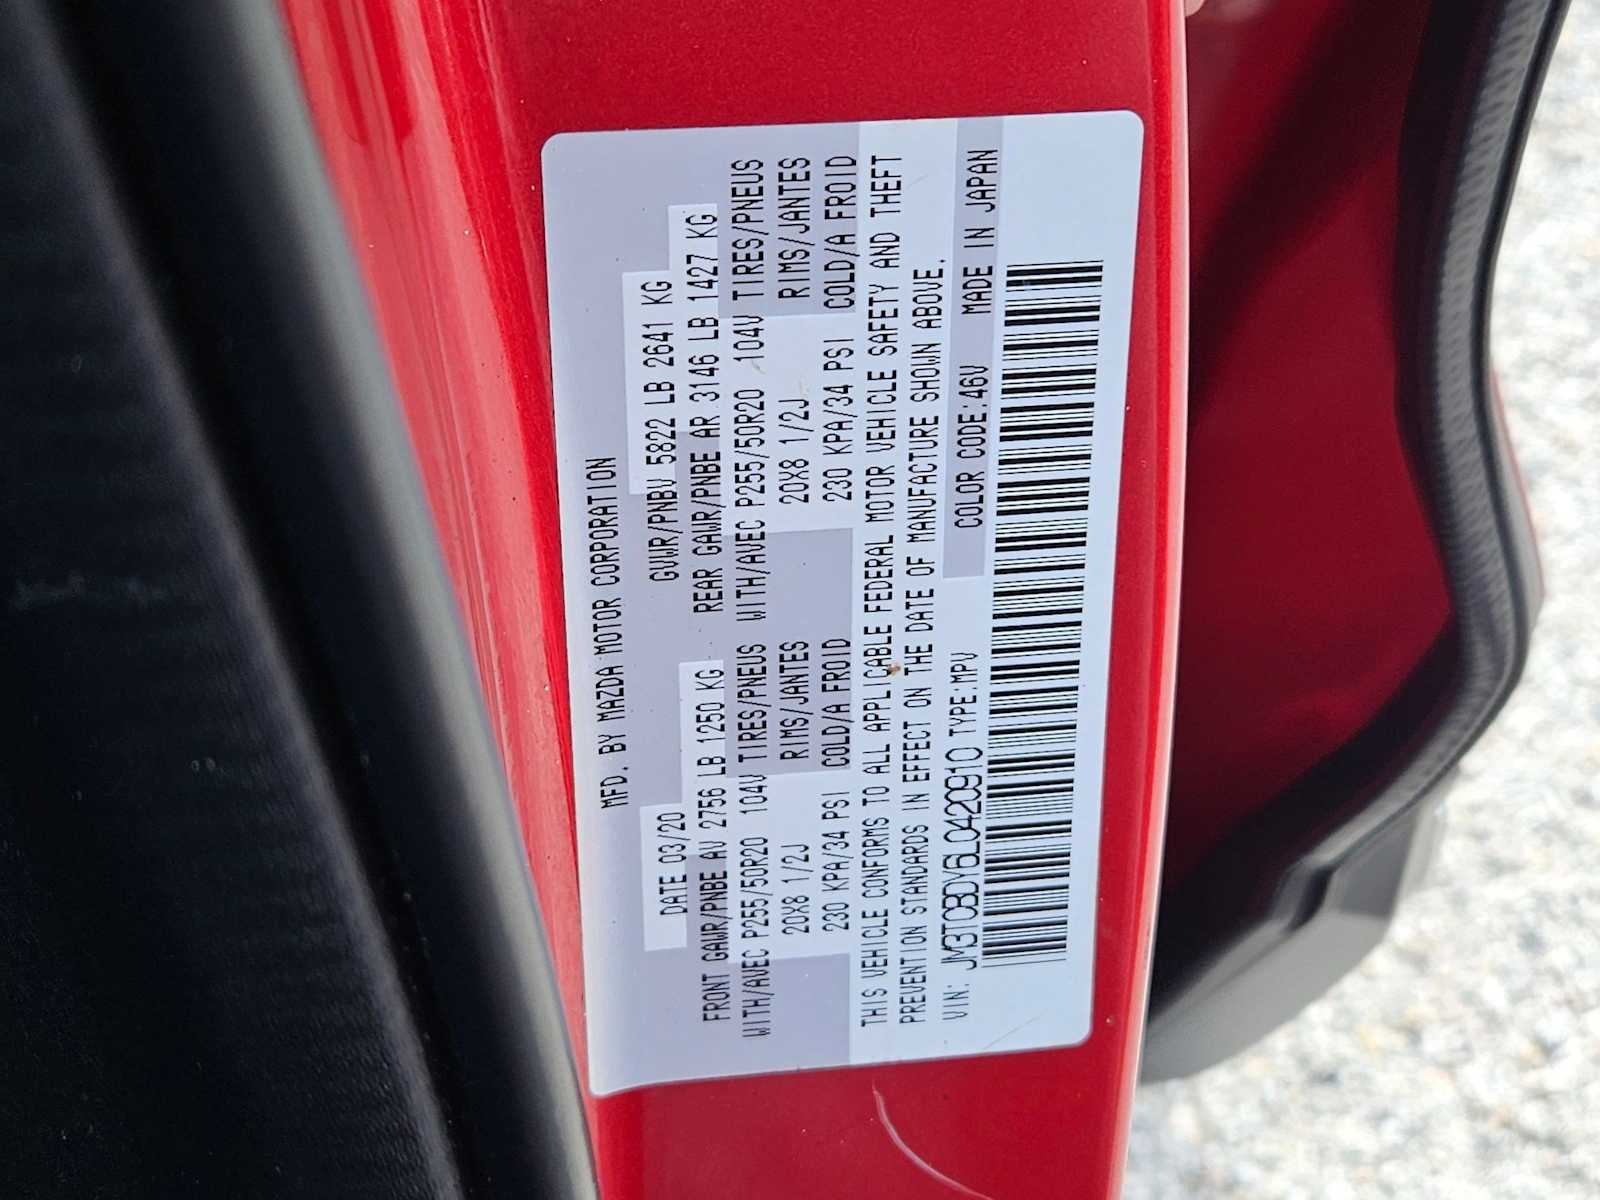 MFD. BY MAZDA MOTOR CORPORATION
DATE 03/20 GVWR/PNBV 5822 LB 2641 KG
FRONT GAWR/PNBE AV 2756 LB 1250 KG REAR GAWR/PNBE AR 3146 LB 1427 KG
WITH/AVEC P255/50R20 104V TIRES/PNEUS WITH/AVEC P255/50R20 104V TIRES/PNEUS
20X8 1/2J RIMS/JANTES 20X8 1/2J RIMS/JANTES
230 KPA/34 PSI COLD/A FROID 230 KPA/34 PSI COLD/A FROID
THIS VEHICLE CONFORMS TO ALL APPLICABLE FEDERAL MOTOR VEHICLE SAFETY AND THEFT
PREVENTION STANDARDS IN EFFECT ON THE DATE OF MANUFACTURE SHOWN ABOVE.
VIN: JM3TCBDY6L0420910 TYPE:MPV COLOR CODE:46V MADE IN JAPAN